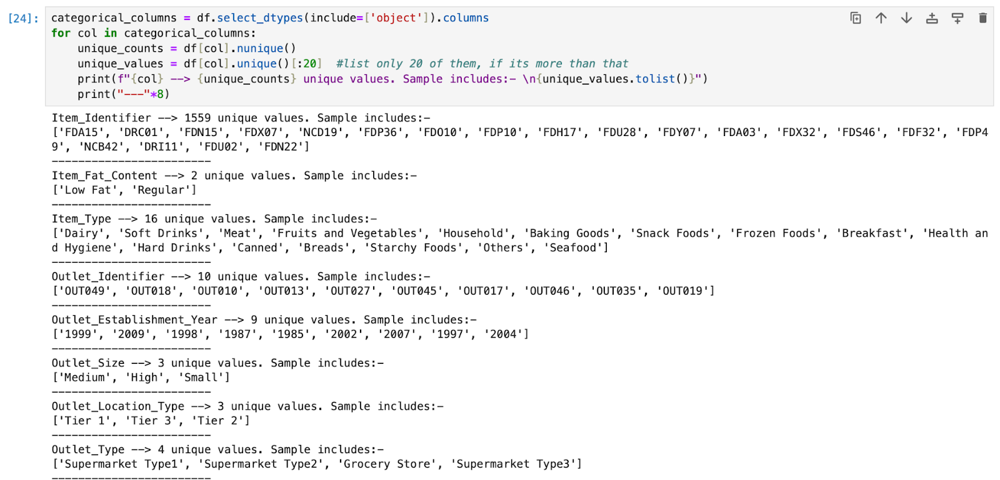 [24]: categorical_columns = df.select_dtypes(include=['object']).columns
for col in categorical_columns:
    unique_counts = df[col].nunique()
    unique_values = df[col].unique()[:20]  #list only 20 of them, if its more than that
    print(f"{col} --> {unique_counts} unique values. Sample includes:- \n{unique_values.tolist()}")
    print("---"*8)
Item_Identifier --> 1559 unique values. Sample includes:-
['FDA15', 'DRC01', 'FDN15', 'FDX07', 'NCD19', 'FDP36', 'FDO10', 'FDP10', 'FDH17', 'FDU28', 'FDY07', 'FDA03', 'FDX32', 'FDS46', 'FDF32', 'FDP4
9', 'NCB42', 'DRI11', 'FDU02', 'FDN22']
------------------------
Item_Fat_Content --> 2 unique values. Sample includes:-
['Low Fat', 'Regular']
------------------------
Item_Type --> 16 unique values. Sample includes:-
['Dairy', 'Soft Drinks', 'Meat', 'Fruits and Vegetables', 'Household', 'Baking Goods', 'Snack Foods', 'Frozen Foods', 'Breakfast', 'Health an
d Hygiene', 'Hard Drinks', 'Canned', 'Breads', 'Starchy Foods', 'Others', 'Seafood']
------------------------
Outlet_Identifier --> 10 unique values. Sample includes:-
['OUT049', 'OUT018', 'OUT010', 'OUT013', 'OUT027', 'OUT045', 'OUT017', 'OUT046', 'OUT035', 'OUT019']
------------------------
Outlet_Establishment_Year --> 9 unique values. Sample includes:-
['1999', '2009', '1998', '1987', '1985', '2002', '2007', '1997', '2004']
------------------------
Outlet_Size --> 3 unique values. Sample includes:-
['Medium', 'High', 'Small']
------------------------
Outlet_Location_Type --> 3 unique values. Sample includes:-
['Tier 1', 'Tier 3', 'Tier 2']
------------------------
Outlet_Type --> 4 unique values. Sample includes:-
['Supermarket Type1', 'Supermarket Type2', 'Grocery Store', 'Supermarket Type3']
------------------------